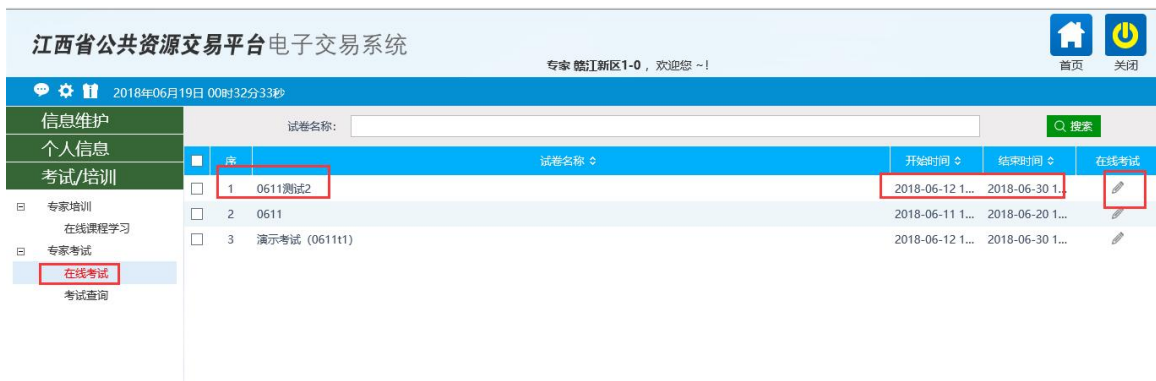 江西省公共资源交易平台电子交易系统
专家 赣江新区1-0，欢迎您 ~!
首页 关闭
2018年06月19日 00时32分33秒
信息维护
个人信息
考试/培训
专家培训
在线课程学习
专家考试
在线考试
考试查询
试卷名称：
搜索
序 试卷名称 开始时间 结束时间 在线考试
1 0611测试2 2018-06-12 1... 2018-06-30 1...
2 0611 2018-06-11 1... 2018-06-20 1...
3 演示考试（0611t1） 2018-06-12 1... 2018-06-30 1...